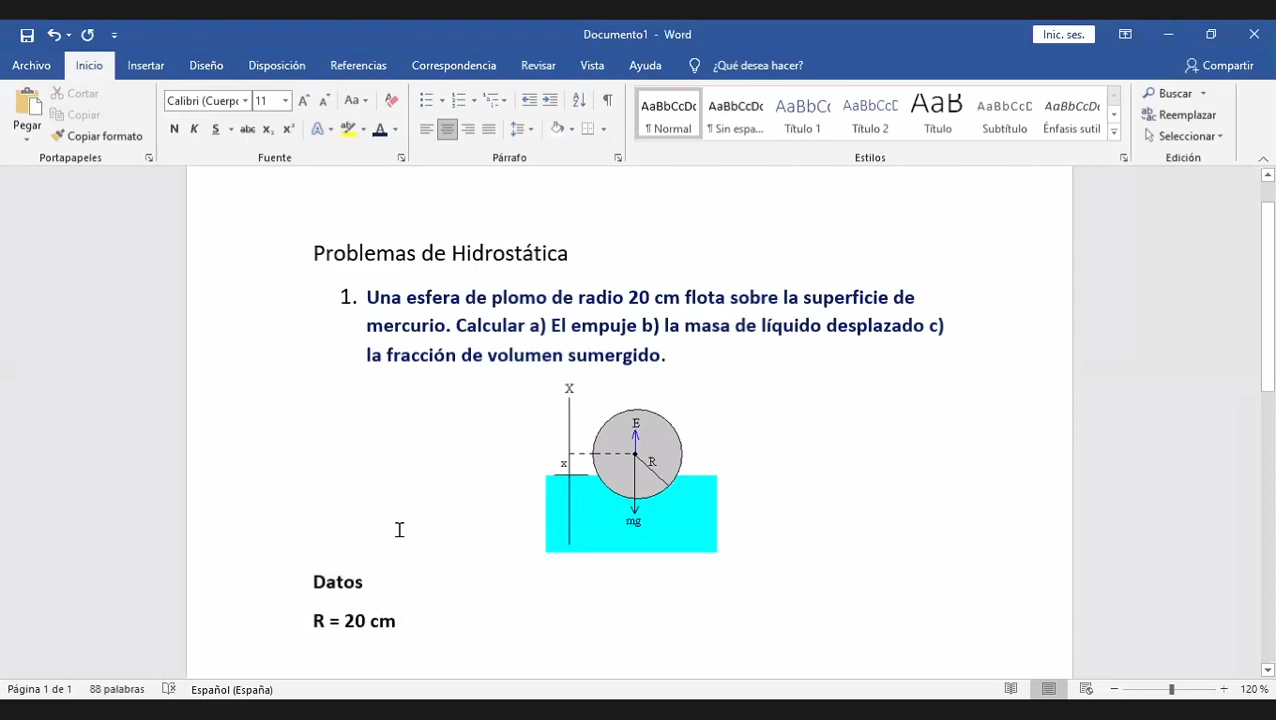 Documento1 - Word
Inic. ses.
Archivo Inicio Insertar Diseño Disposición Referencias Correspondencia Revisar Vista Ayuda ¿Qué desea hacer? Compartir
Pegar
Cortar
Copiar
Copiar formato
Portapapeles
Calibri (Cuerpo 11
Aa
N K S abc x₂ x²
A A
Fuente
Párrafo
AaBbCcDc AaBbCcDc AaBbCc AaBbCcD AaB AaBbCcD AaBbCcDc
¶ Normal ¶ Sin espa... Título 1 Título 2 Título Subtítulo Énfasis sutil
Estilos
Buscar
Reemplazar
Seleccionar
Edición
Problemas de Hidrostática
1. Una esfera de plomo de radio 20 cm flota sobre la superficie de
mercurio. Calcular a) El empuje b) la masa de líquido desplazado c)
la fracción de volumen sumergido.
X
E
x
R
mg
Datos
R = 20 cm
Página 1 de 1 88 palabras Español (España) 120 %